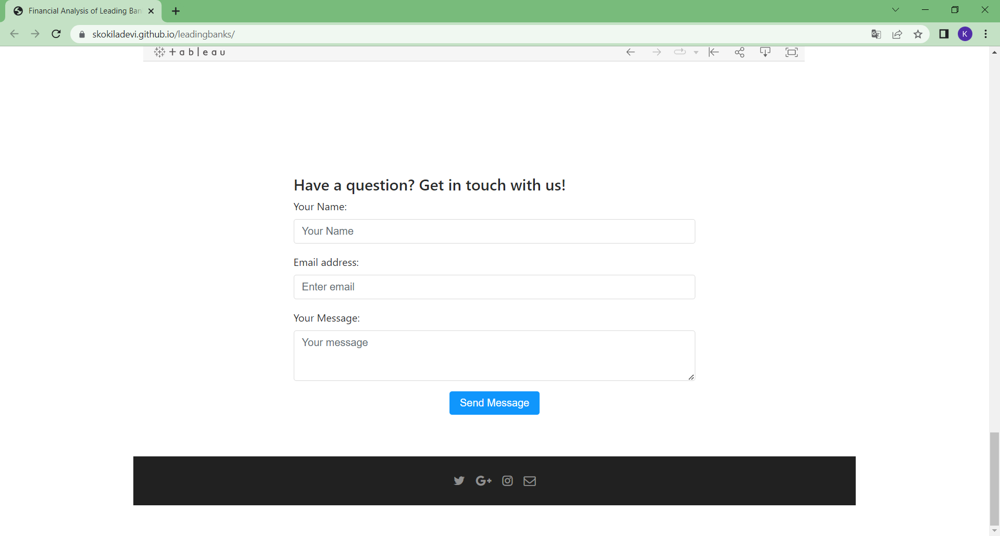 Financial Analysis of Leading Ban
skokiladevi.github.io/leadingbanks/
K
+ableau
Have a question? Get in touch with us!
Your Name:
Your Name
Email address:
Enter email
Your Message:
Your message
Send Message
G+